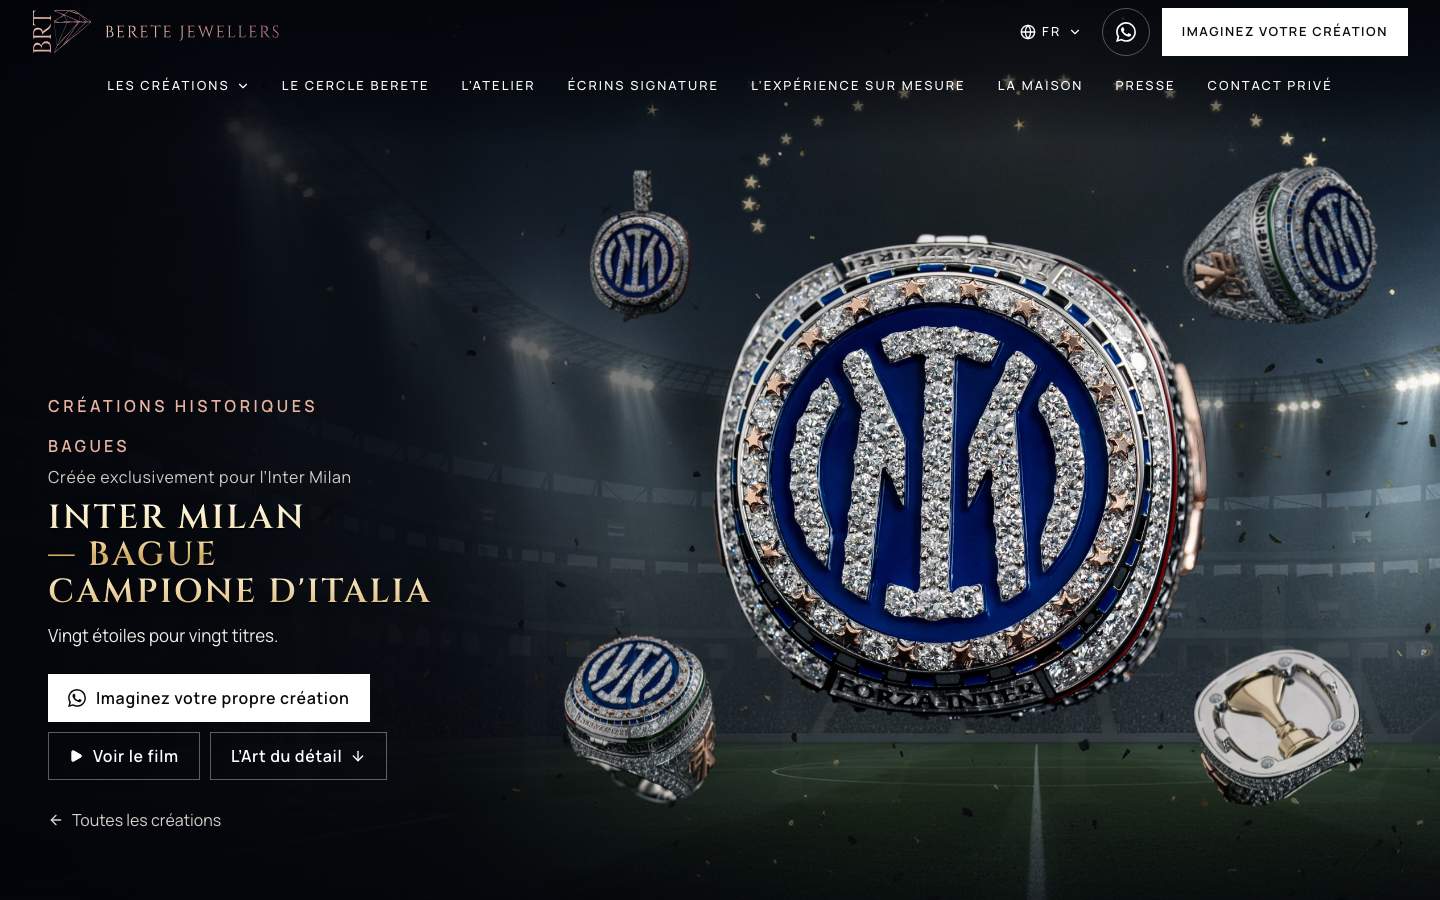 BRT BERETE JEWELLERS
FR
IMAGINEZ VOTRE CRÉATION
LES CRÉATIONS
LE CERCLE BERETE
L'ATELIER
ÉCRINS SIGNATURE
L'EXPÉRIENCE SUR MESURE
LA MAISON
PRESSE
CONTACT PRIVÉ
INTERNAZIONALE
CRÉATIONS HISTORIQUES
BAGUES
Créée exclusivement pour l'Inter Milan
INTER MILAN
— BAGUE
CAMPIONE D'ITALIA
Vingt étoiles pour vingt titres.
FORZA INTER
Imaginez votre propre création
Voir le film
L'Art du détail
Toutes les créations